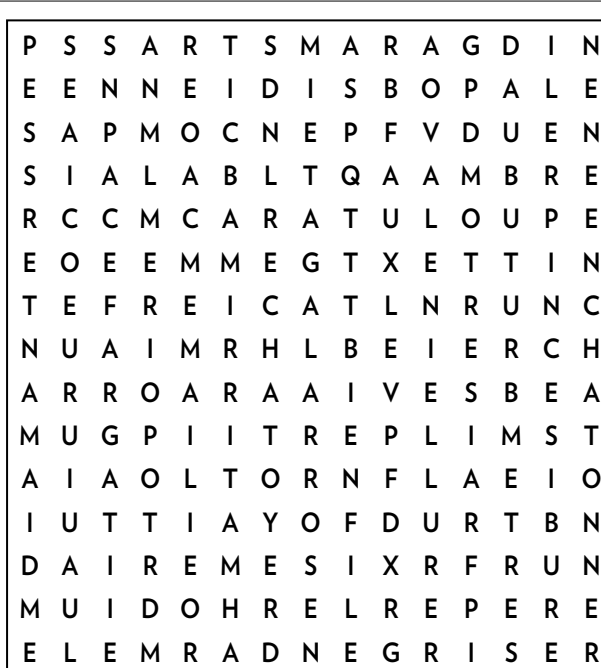 P S S A R T S M A R A G D I N
E E N N E I D I S B O P A L E
S A P M O C N E P F V D U E N
S I A L A B L T Q A A M B R E
R C C M C A R A T U L O U P E
E O E E M M E G T X E T T I N
T E F R E I C A T L N R U N C
N U A I M R H L B E I E R C H
A R R O A R A A I V E S B E A
M U G P I I T R E P L I M S T
A I A O L T O R N F L A E I O
I U T T I A Y O F D U R T B N
D A I R E M E S I X R F R U N
M U I D O H R E L R E P E R E
E L E M R A D N E G R I S E R